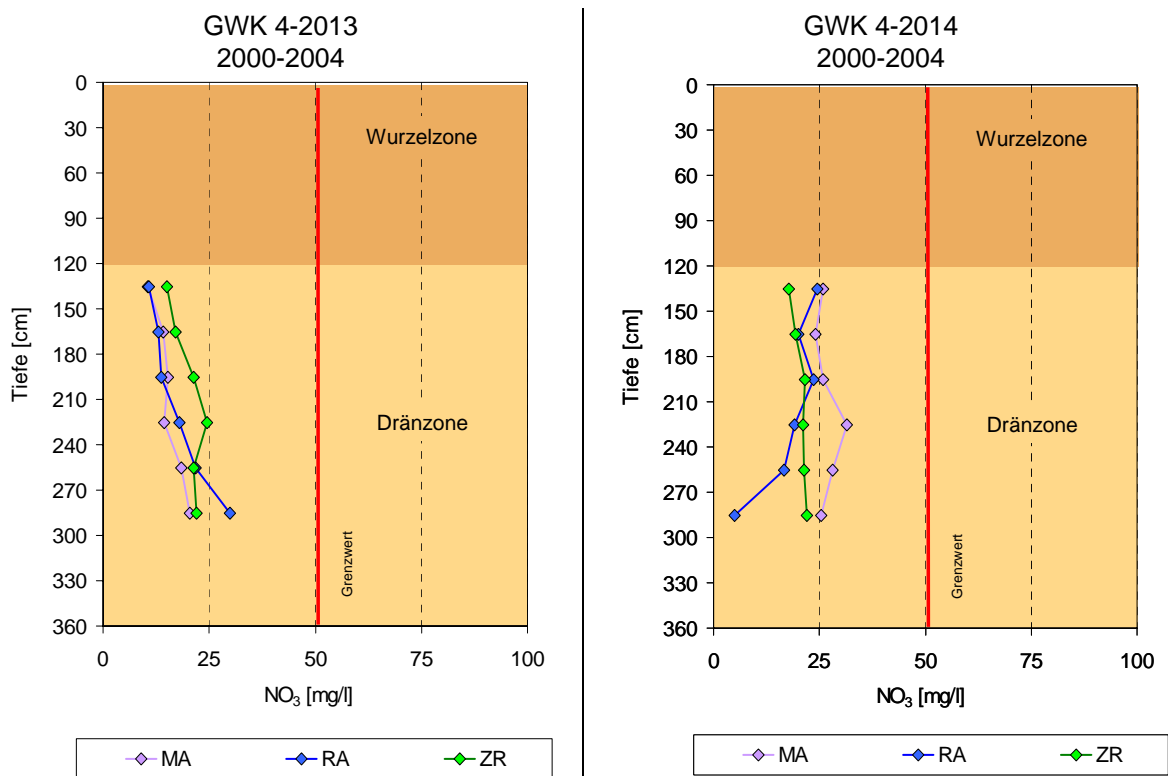 GWK 4-2013
2000-2004
0
30
60
90
120
150
180
210
240
270
300
330
360
Tiefe [cm]
Wurzelzone
Dränzone
Grenzwert
0 25 50 75 100
NO₃ [mg/l]
MA RA ZR
GWK 4-2014
2000-2004
0
30
60
90
120
150
180
210
240
270
300
330
360
Tiefe [cm]
Wurzelzone
Dränzone
Grenzwert
0 25 50 75 100
NO₃ [mg/l]
MA RA ZR